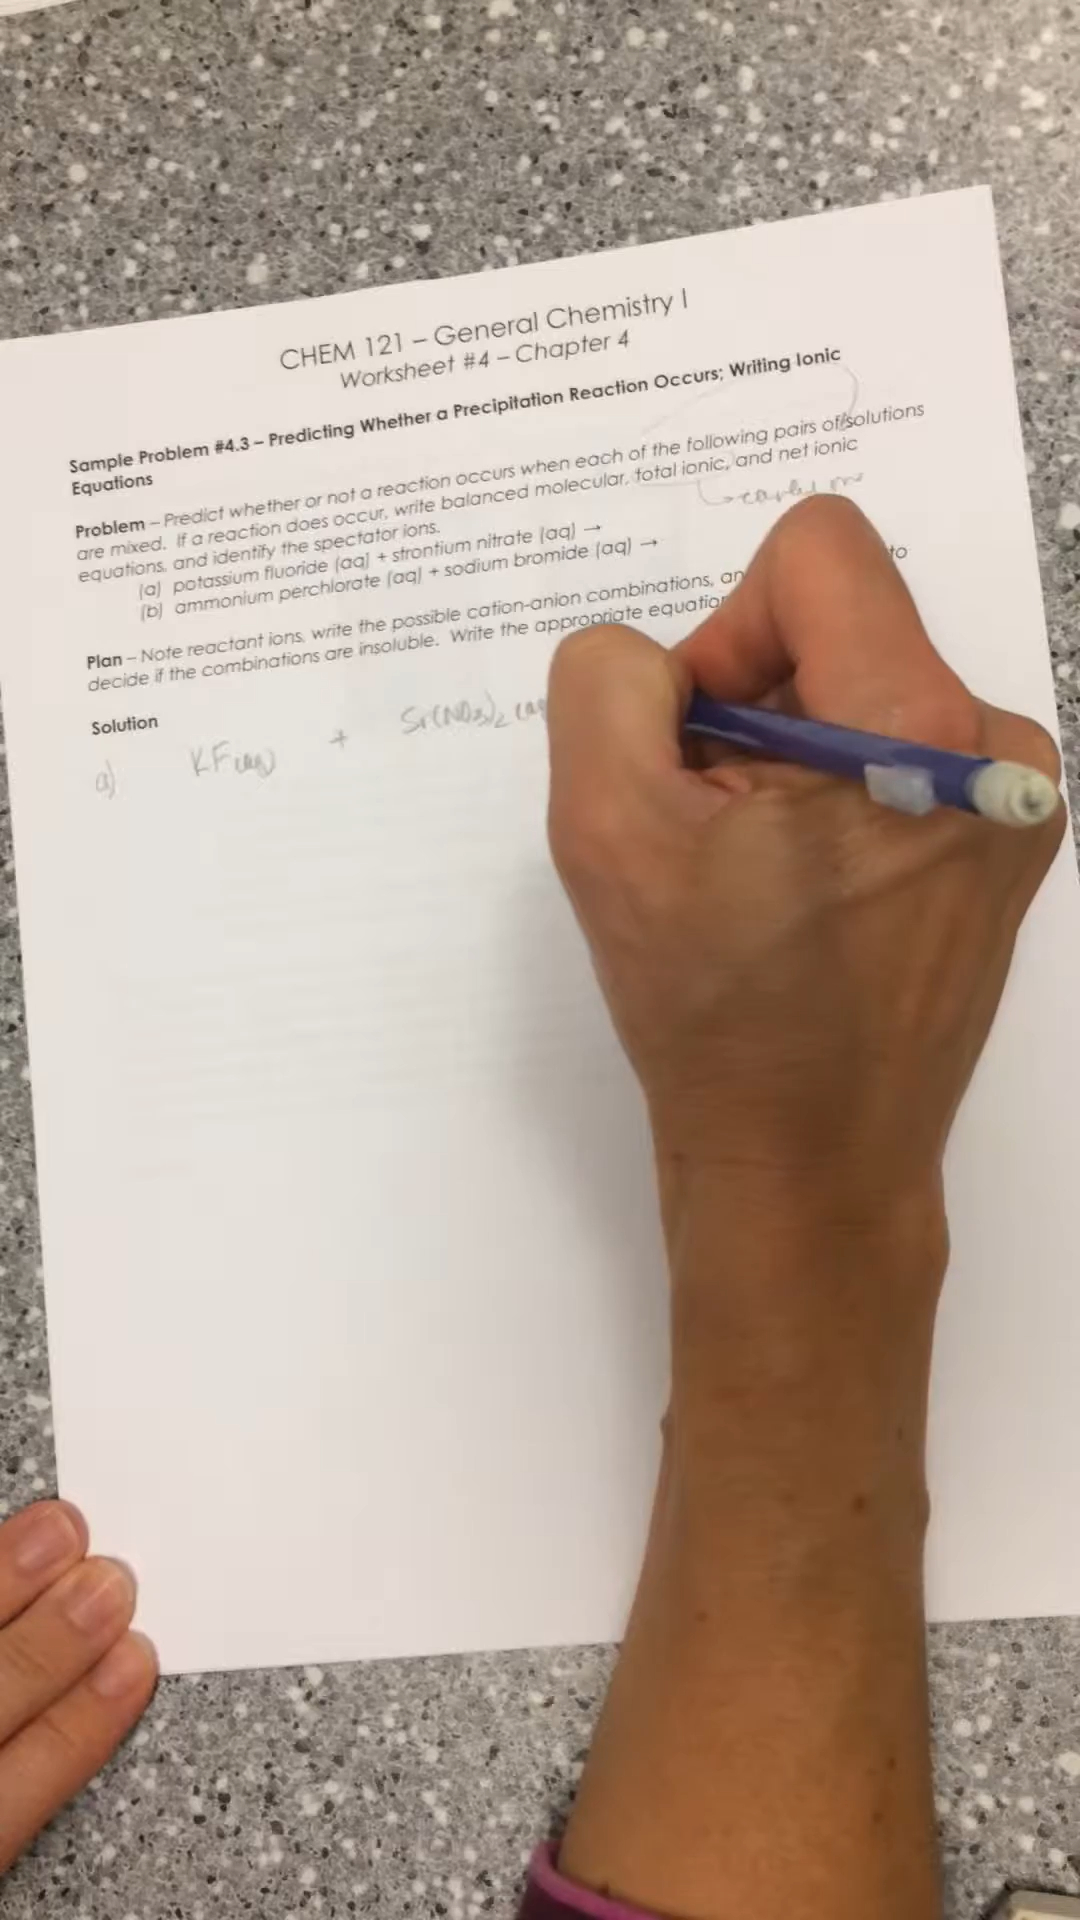 CHEM 121 – General Chemistry I
Worksheet #4 – Chapter 4
Sample Problem #4.3 – Predicting Whether a Precipitation Reaction Occurs; Writing Ionic
Equations
Problem – Predict whether or not a reaction occurs when each of the following pairs of solutions
are mixed. If a reaction does occur, write balanced molecular, total ionic, and net ionic
equations, and identify the spectator ions.
(a) potassium fluoride (aq) + strontium nitrate (aq) →
(b) ammonium perchlorate (aq) + sodium bromide (aq) →
Plan – Note reactant ions, write the possible cation-anion combinations, to
decide if the combinations are insoluble. Write the appropriate
Solution
a) KF(aq) + Sr(NO3)2 (aq